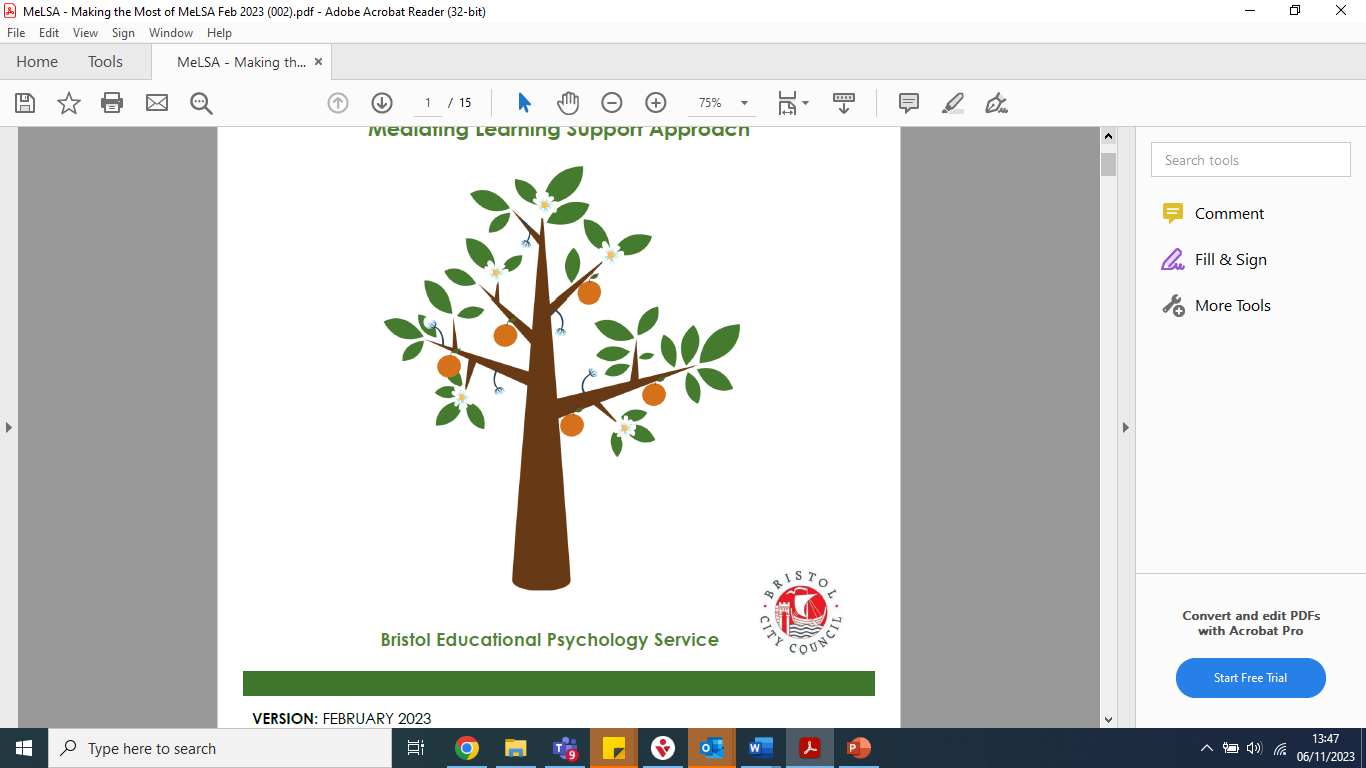 MeLSA - Making the Most of MeLSA Feb 2023 (002).pdf - Adobe Acrobat Reader (32-bit)
File Edit View Sign Window Help
Home Tools MeLSA - Making th... ×
1 / 15 75%
Mediating Learning Support Approach
Search tools
Comment
Fill & Sign
More Tools
BRISTOL
CITY COUNCIL
Bristol Educational Psychology Service
VERSION: FEBRUARY 2023
Convert and edit PDFs
with Acrobat Pro
Start Free Trial
Type here to search
9
13:47
06/11/2023